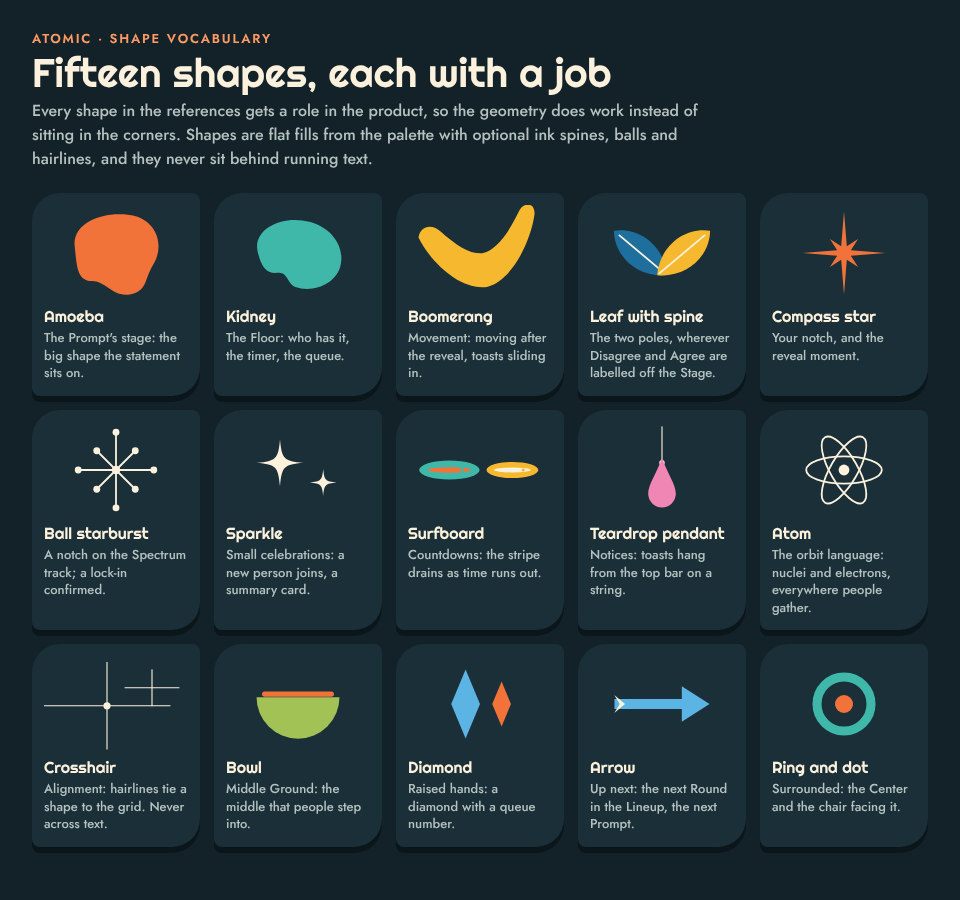 ATOMIC · SHAPE VOCABULARY
Fifteen shapes, each with a job
Every shape in the references gets a role in the product, so the geometry does work instead of
sitting in the corners. Shapes are flat fills from the palette with optional ink spines, balls and
hairlines, and they never sit behind running text.
Amoeba
The Prompt's stage: the
big shape the statement
sits on.
Kidney
The Floor: who has it,
the timer, the queue.
Boomerang
Movement: moving after
the reveal, toasts sliding
in.
Leaf with spine
The two poles, wherever
Disagree and Agree are
labelled off the Stage.
Compass star
Your notch, and the
reveal moment.
Ball starburst
A notch on the Spectrum
track; a lock-in
confirmed.
Sparkle
Small celebrations: a
new person joins, a
summary card.
Surfboard
Countdowns: the stripe
drains as time runs out.
Teardrop pendant
Notices: toasts hang
from the top bar on a
string.
Atom
The orbit language:
nuclei and electrons,
everywhere people
gather.
Crosshair
Alignment: hairlines tie a
shape to the grid. Never
across text.
Bowl
Middle Ground: the
middle that people step
into.
Diamond
Raised hands: a
diamond with a queue
number.
Arrow
Up next: the next Round
in the Lineup, the next
Prompt.
Ring and dot
Surrounded: the Center
and the chair facing it.